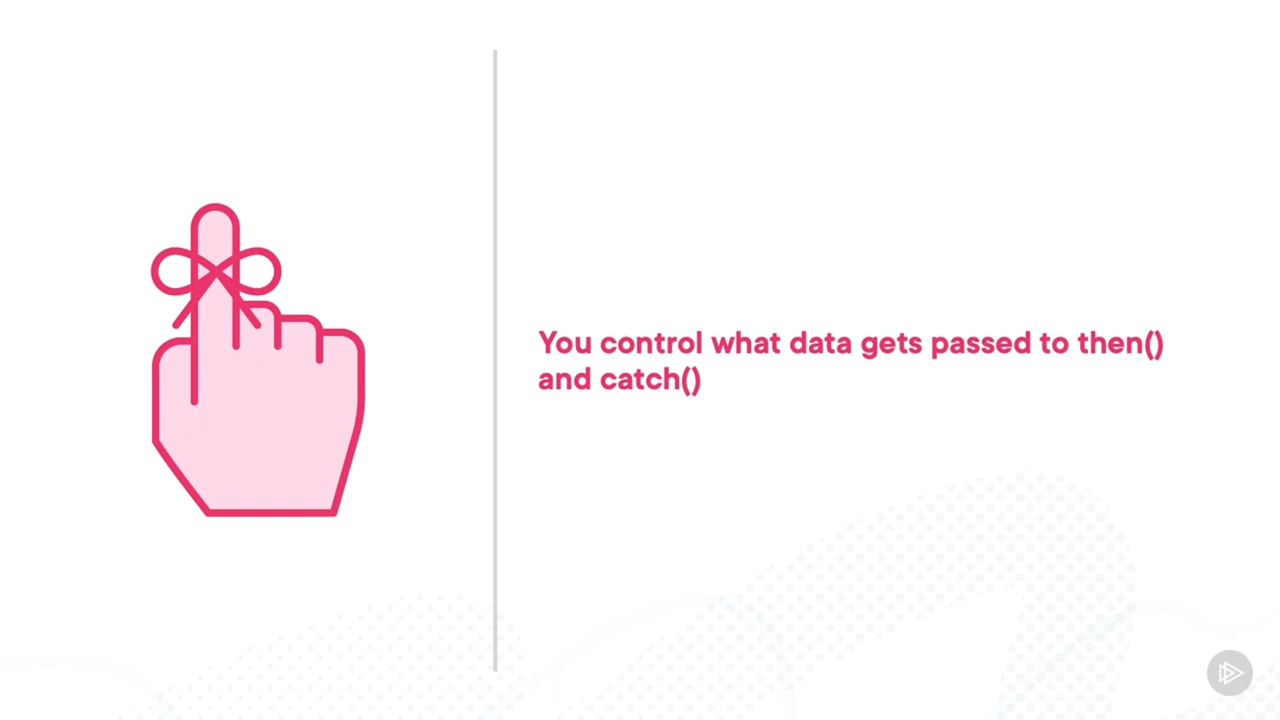 You control what data gets passed to then()
and catch()